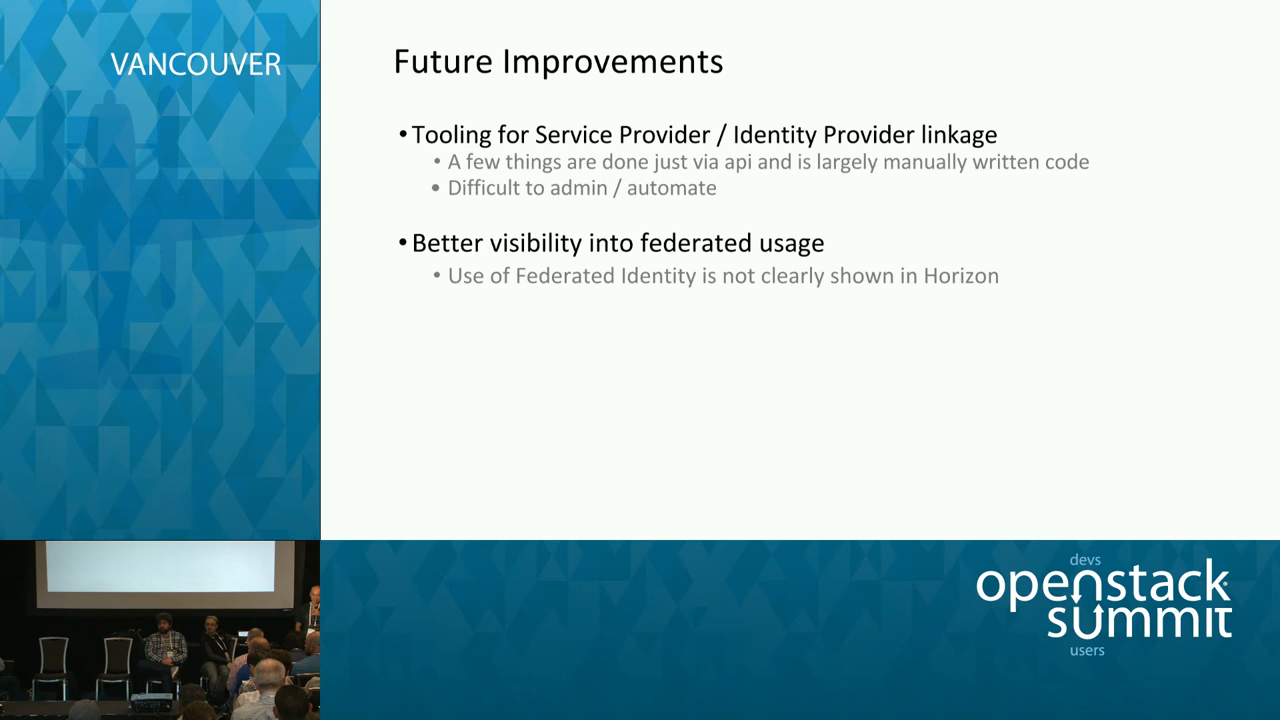 VANCOUVER
Future Improvements
• Tooling for Service Provider / Identity Provider linkage
• A few things are done just via api and is largely manually written code
• Difficult to admin / automate
• Better visibility into federated usage
• Use of Federated Identity is not clearly shown in Horizon
devs
openstack
summit
users